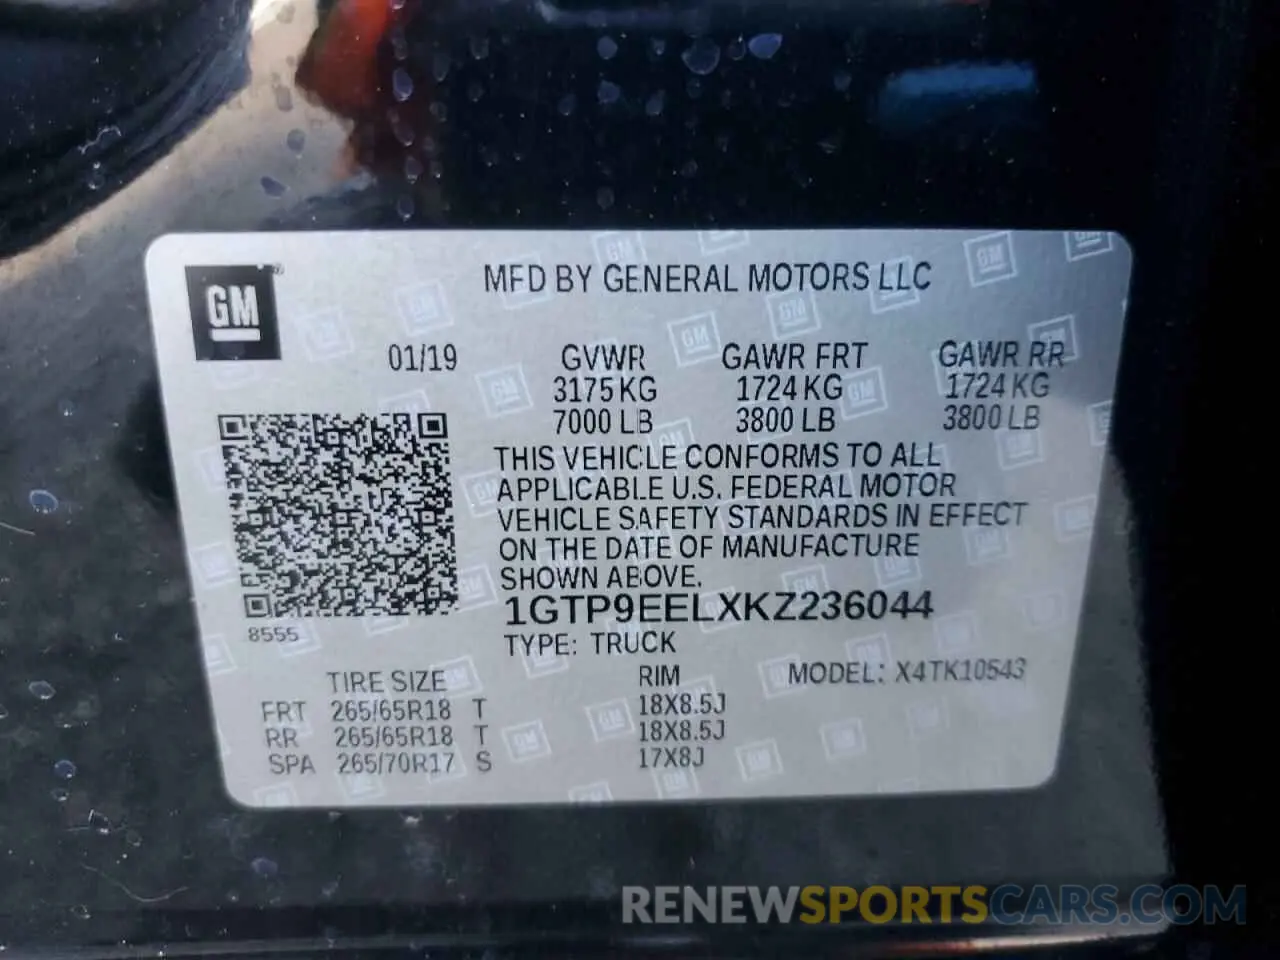 GM
MFD BY GENERAL MOTORS LLC
01/19 GVWR GAWR FRT GAWR RR
3175 KG 1724 KG 1724 KG
7000 LB 3800 LB 3800 LB
THIS VEHICLE CONFORMS TO ALL
APPLICABLE U.S. FEDERAL MOTOR
VEHICLE SAFETY STANDARDS IN EFFECT
ON THE DATE OF MANUFACTURE
SHOWN ABOVE.
1GTP9EELXKZ236044
8555
TYPE: TRUCK
TIRE SIZE RIM MODEL: X4TK10543
FRT 265/65R18 T 18X8.5J
RR 265/65R18 T 18X8.5J
SPA 265/70R17 S 17X8J
RENEWSPORTSCARS.COM